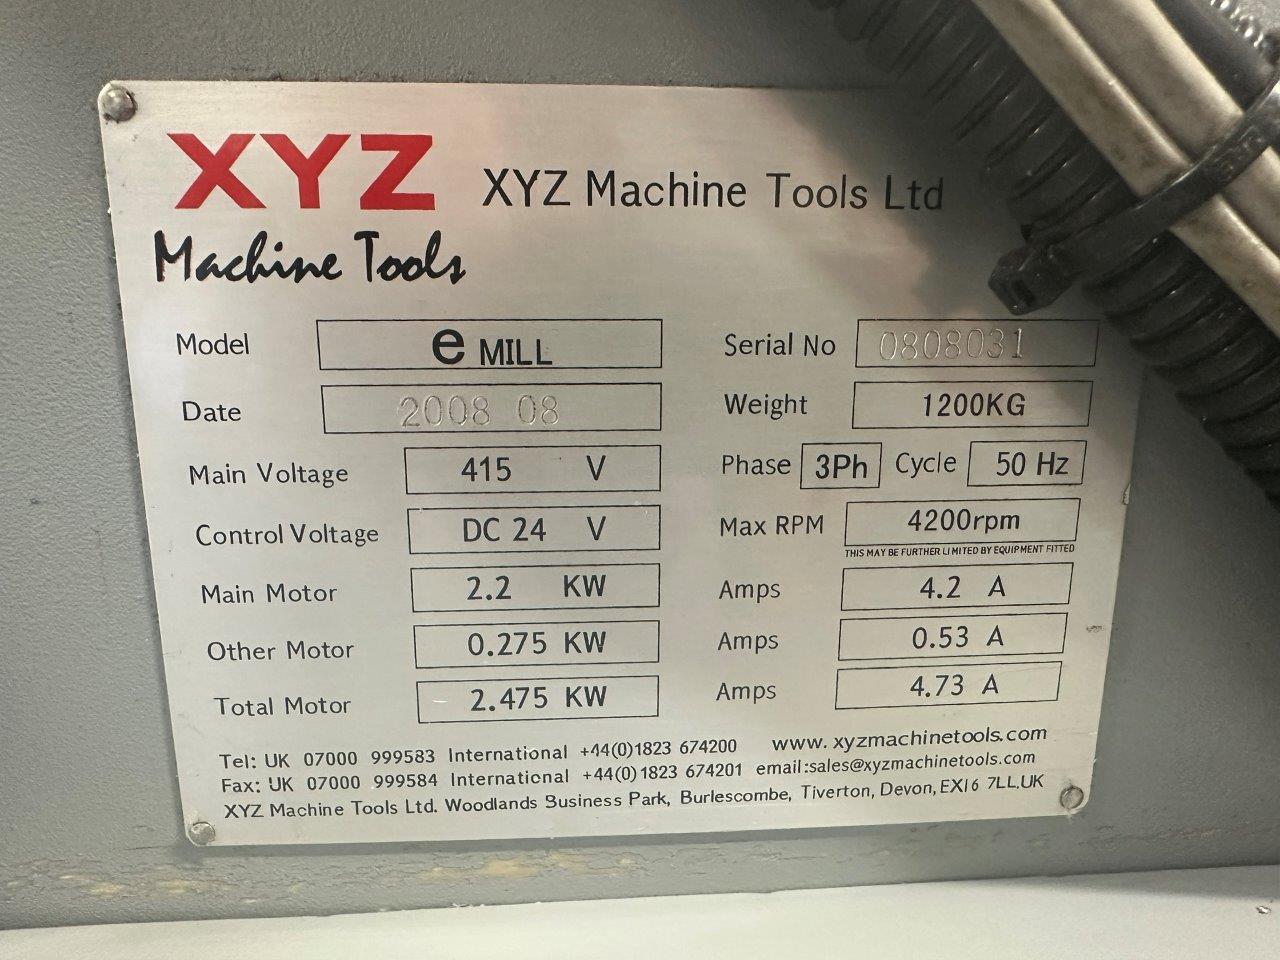 XYZ XYZ Machine Tools Ltd
Machine Tools
Model e MILL Serial No 0808031
Date 2008 08 Weight 1200KG
Main Voltage 415 V Phase 3Ph Cycle 50 Hz
Control Voltage DC 24 V Max RPM 4200rpm
THIS MAY BE FURTHER LIMITED BY EQUIPMENT FITTED
Main Motor 2.2 KW Amps 4.2 A
Other Motor 0.275 KW Amps 0.53 A
Total Motor 2.475 KW Amps 4.73 A
Tel: UK 07000 999583 International +44(0)1823 674200 www. xyzmachinetools.com
Fax: UK 07000 999584 International +44(0)1823 674201 email:sales@xyzmachinetools.com
XYZ Machine Tools Ltd. Woodlands Business Park, Burlescombe, Tiverton, Devon, EX16 7LL.UK